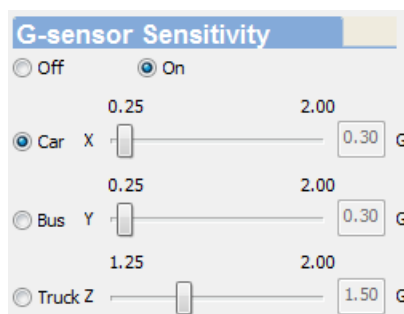 G-sensor Sensitivity
Off On
0.25 2.00
Car X 0.30 G
0.25 2.00
Bus Y 0.30 G
1.25 2.00
Truck Z 1.50 G